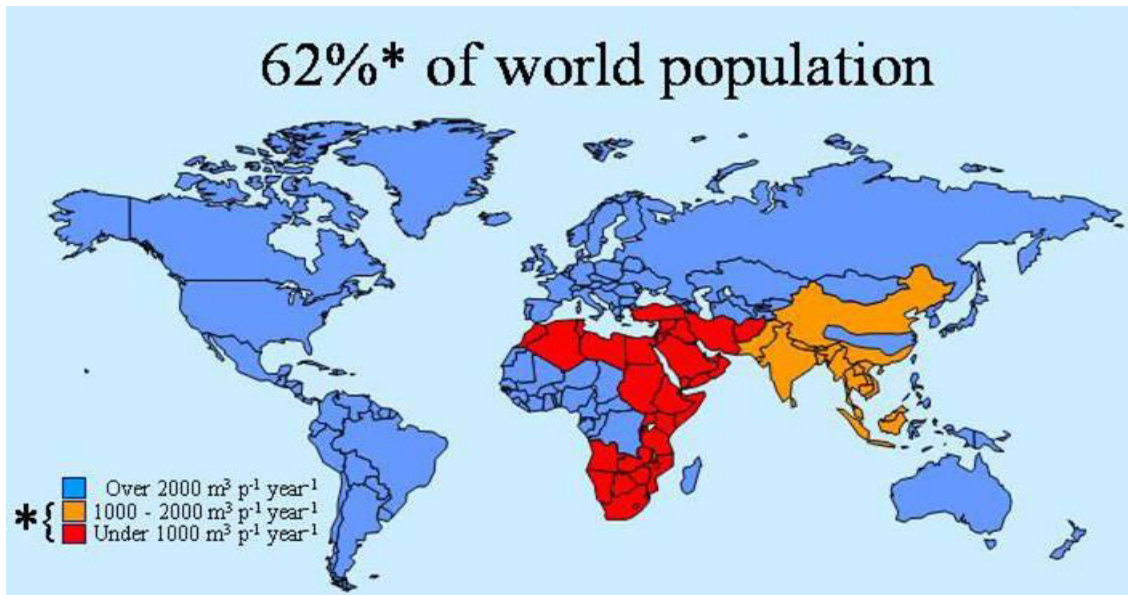 62%* of world population
Over 2000 m³ p⁻¹ year⁻¹
* { 1000 - 2000 m³ p⁻¹ year⁻¹
Under 1000 m³ p⁻¹ year⁻¹